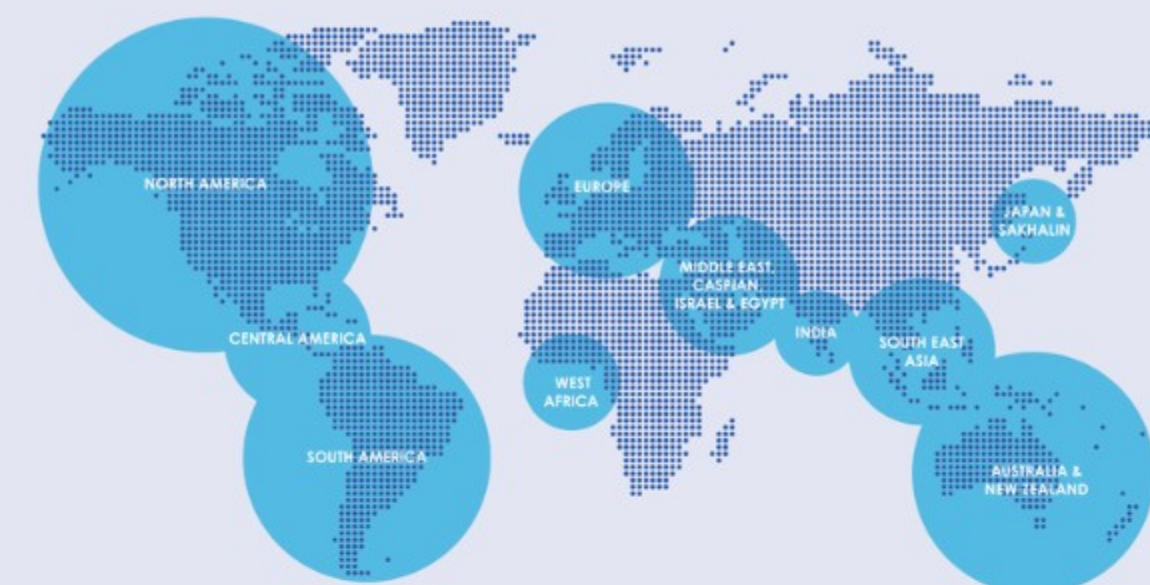 NORTH AMERICA
EUROPE
JAPAN &
SAKHALIN
MIDDLE EAST,
CASPIAN,
ISRAEL & EGYPT
CENTRAL AMERICA
INDIA
SOUTH EAST
ASIA
WEST
AFRICA
SOUTH AMERICA
AUSTRALIA &
NEW ZEALAND